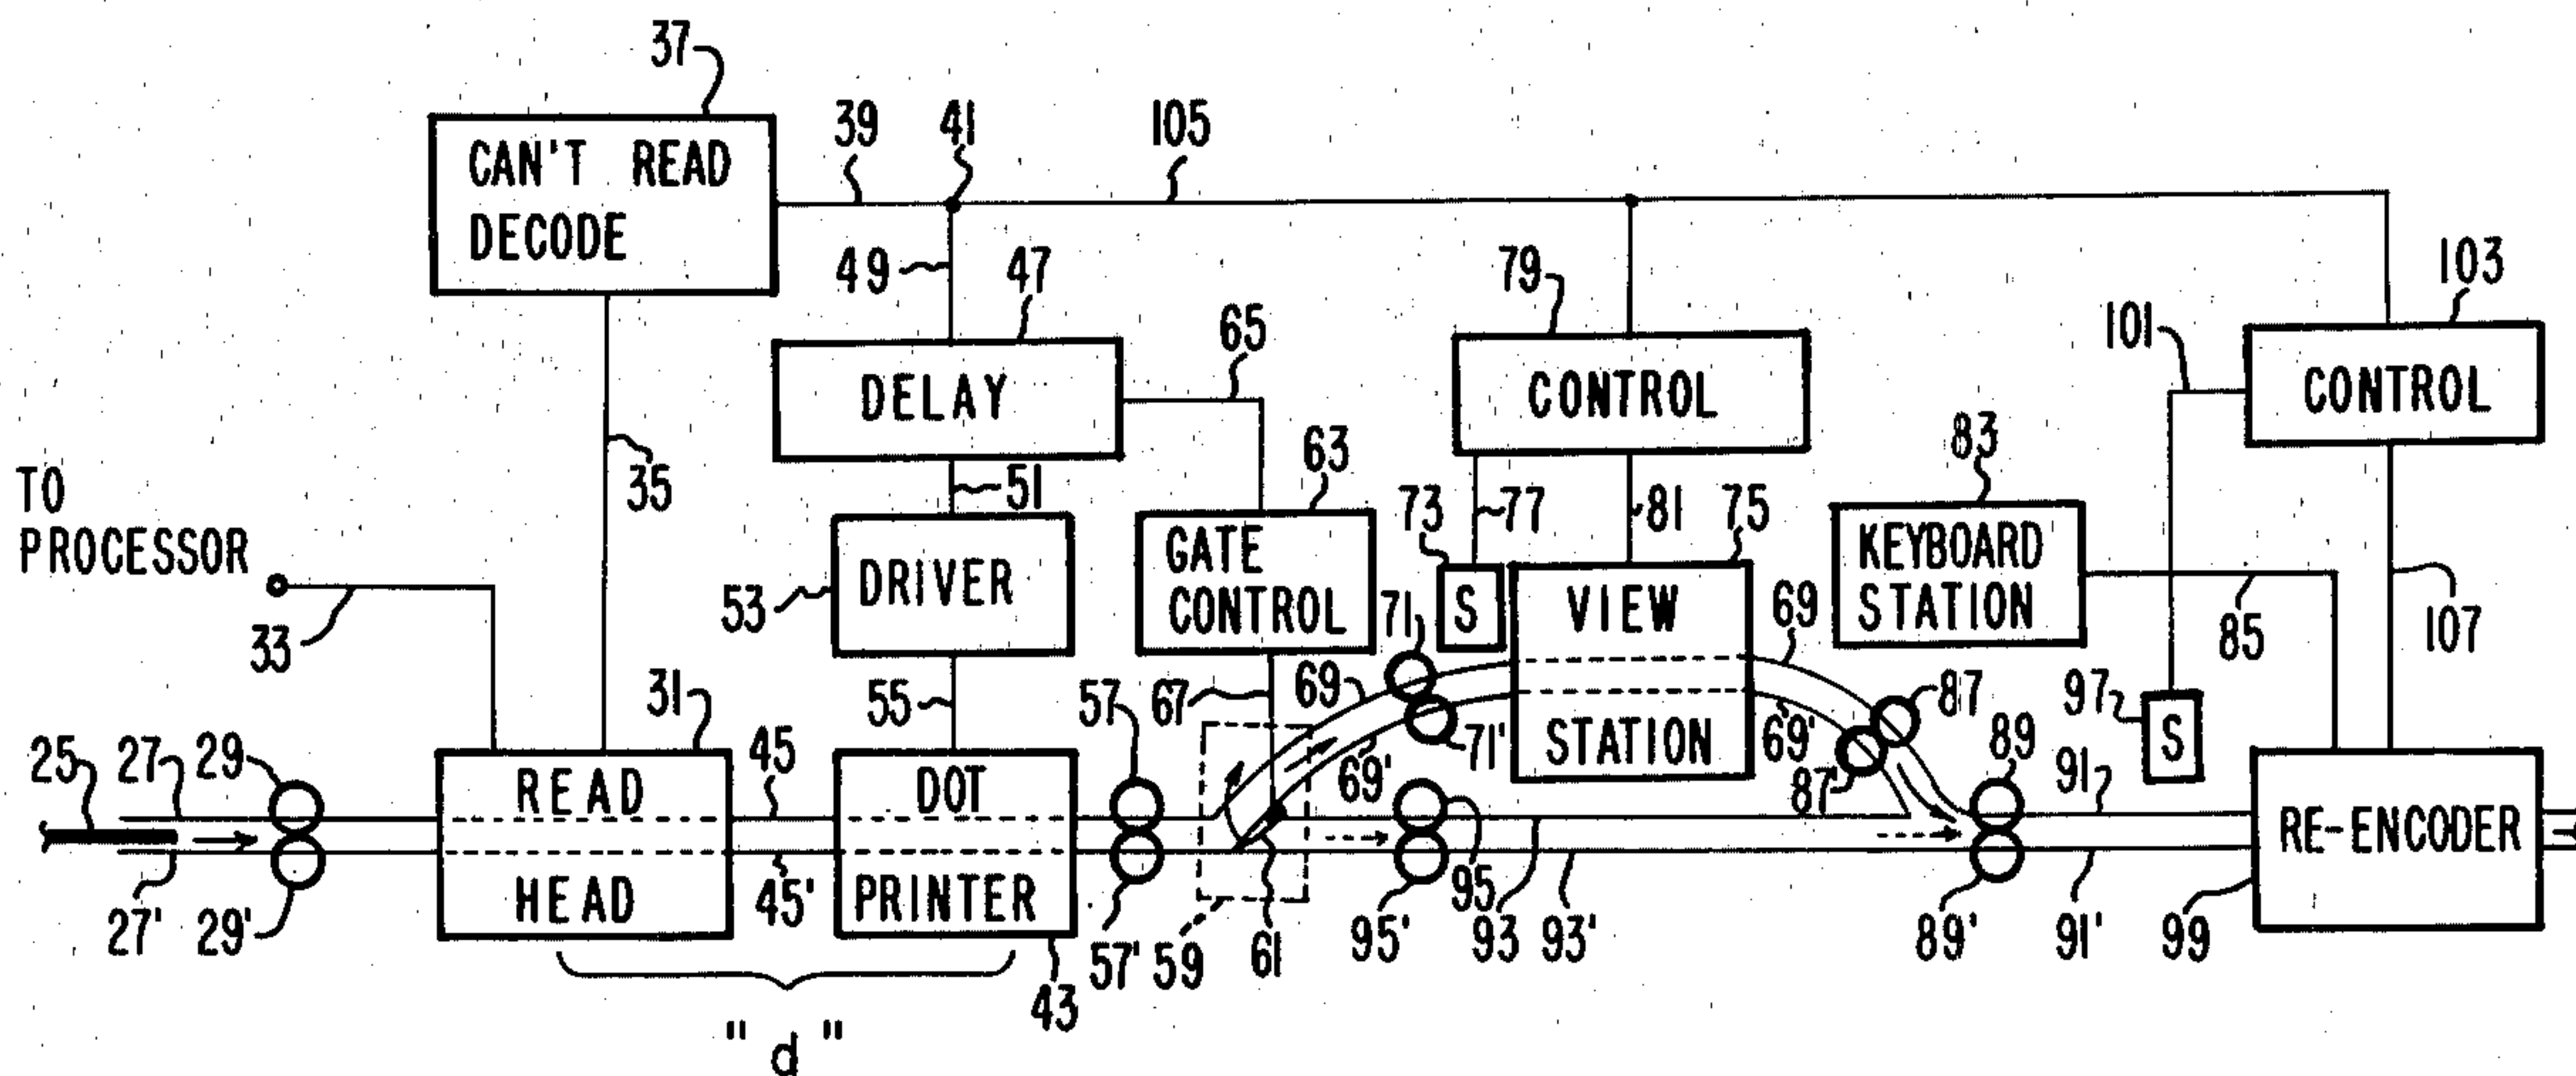 37
CAN'T READ
DECODE
39
41
105
49
47
DELAY
65
79
CONTROL
101
103
CONTROL
TO
PROCESSOR
33
35
51
53
DRIVER
63
GATE
CONTROL
73
S
77
81
75
VIEW
STATION
83
KEYBOARD
STATION
85
107
97
S
25
27
29
27'
29'
31
READ
HEAD
45
45'
55
DOT
PRINTER
43
57
57'
67
59
61
69
69'
71
71'
69
69'
87
87'
95
95'
93
93'
89
89'
91
91'
99
RE-ENCODER
"d"